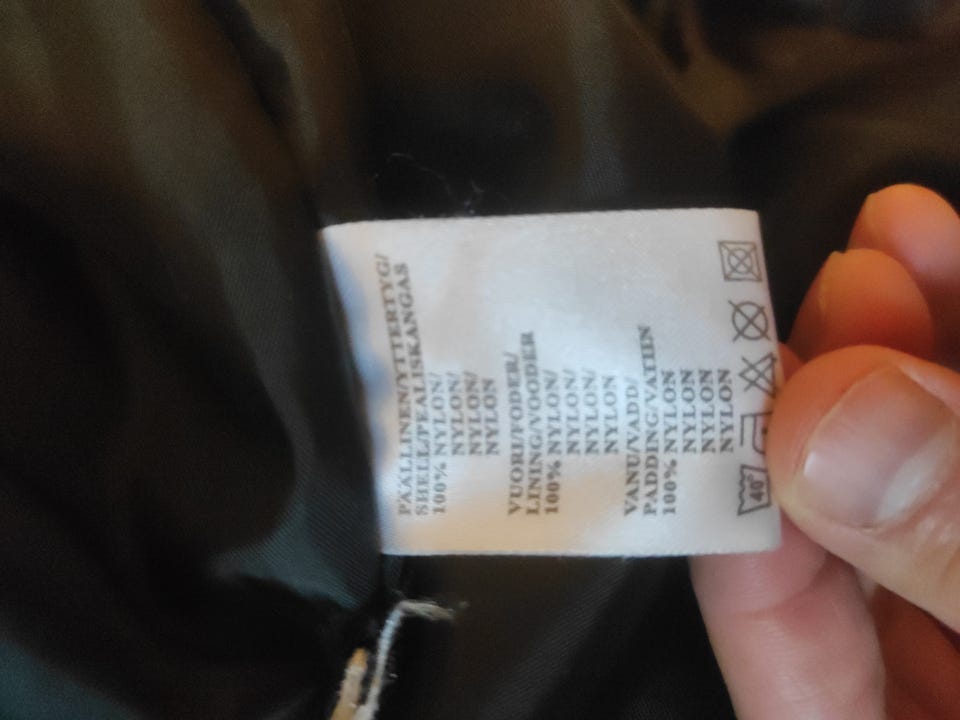 PÄÄLLINEN/YTTERTYG/
SHELL/PEALISKANGAS
100% NYLON/
NYLON/
NYLON/
NYLON
VUORI/FODER/
LINING/VOODER
100% NYLON/
NYLON/
NYLON/
NYLON
VANU/VADD/
PADDING/VATIIN
100% NYLON
NYLON
NYLON
NYLON
40°